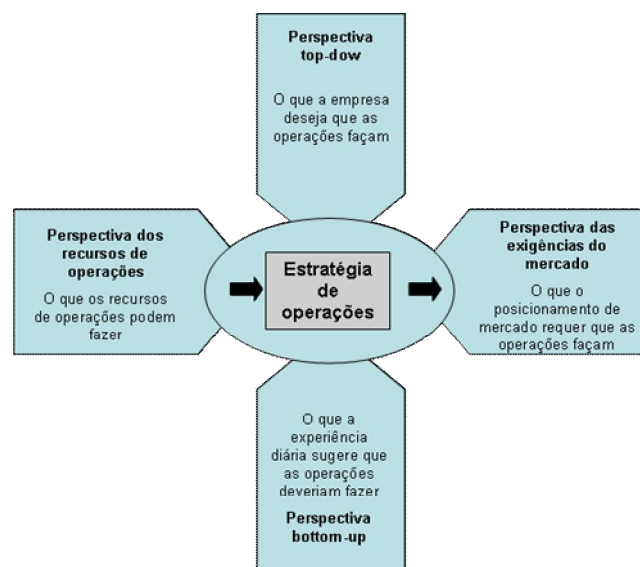 Perspectiva
top-dow
O que a empresa
deseja que as
operações façam
Perspectiva dos
recursos de
operações
O que os recursos
de operações podem
fazer
Estratégia
de
operações
Perspectiva das
exigências do
mercado
O que o
posicionamento de
mercado requer que as
operações façam
O que a
experiência
diária sugere que
as operações
deveriam fazer
Perspectiva
bottom-up